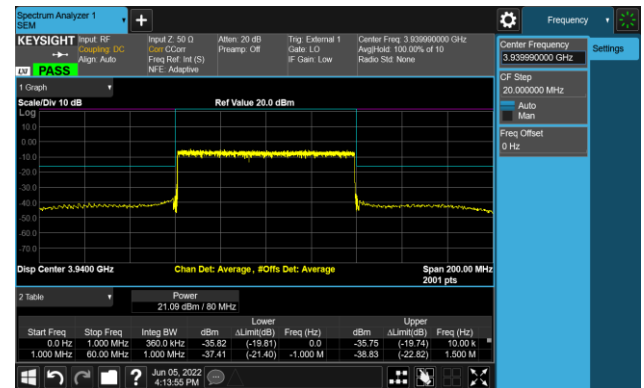 Spectrum Analyzer 1
SEM
Frequency
KEYSIGHT
Input: RF
Coupling: DC
Align: Auto
Input Z: 50 Ω
Corr CCorr
Freq Ref: Int (S)
NFE: Adaptive
Atten: 20 dB
Preamp: Off
Trig: External 1
Gate: LO
IF Gain: Low
Center Freq: 3.939990000 GHz
Avg|Hold: 100.00% of 10
Radio Std: None
LXI PASS
Center Frequency
3.939990000 GHz
Settings
CF Step
20.000000 MHz
Auto
Man
Freq Offset
0 Hz
1 Graph
Scale/Div 10 dB
Ref Value 20.0 dBm
Log
10.0
0.00
-10.0
-20.0
-30.0
-40.0
-50.0
-60.0
-70.0
Disp Center 3.9400 GHz
Chan Det: Average, #Offs Det: Average
Span 200.00 MHz
2001 pts
2 Table
Power
21.09 dBm / 80 MHz
Lower Upper
Start Freq Stop Freq Integ BW dBm ΔLimit(dB) Freq (Hz) dBm ΔLimit(dB) Freq (Hz)
0.0 Hz 1.000 MHz 360.0 kHz -35.82 (-19.81) 0.0 -35.75 (-19.74) 10.00 k
1.000 MHz 60.00 MHz 1.000 MHz -37.41 (-21.40) -1.000 M -38.83 (-22.82) 1.500 M
? Jun 05, 2022
4:13:55 PM